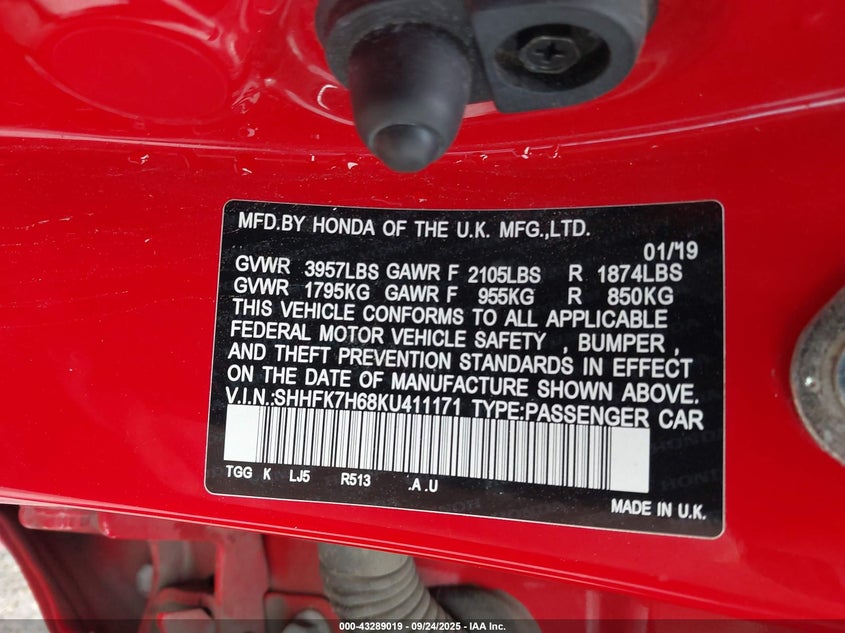 MFD.BY HONDA OF THE U.K. MFG.,LTD.
01/'19
GVWR 3957LBS GAWR F 2105LBS R 1874LBS
GVWR 1795KG GAWR F 955KG R 850KG
THIS VEHICLE CONFORMS TO ALL APPLICABLE
FEDERAL MOTOR VEHICLE SAFETY , BUMPER ,
AND THEFT PREVENTION STANDARDS IN EFFECT
ON THE DATE OF MANUFACTURE SHOWN ABOVE.
V.I.N.:SHHFK7H68KU411171 TYPE:PASSENGER CAR
TGG K LJ5 R513 .A.U
MADE IN U.K.
000-43289019 - 09/24/2025 - IAA Inc.